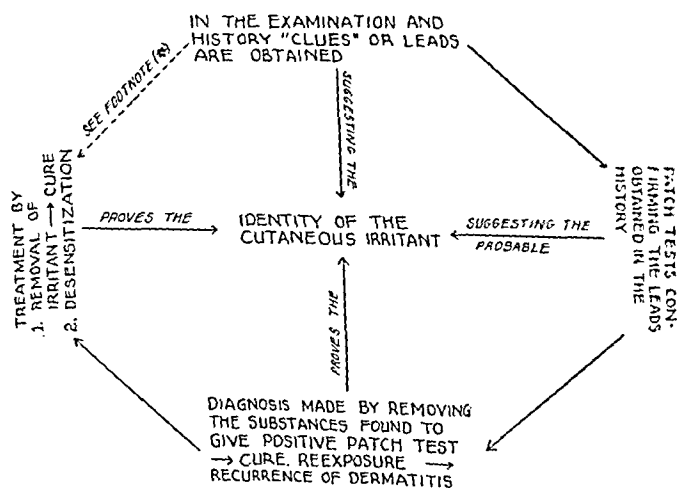 IN THE EXAMINATION AND
HISTORY "CLUES" OR LEADS
ARE OBTAINED
SEE FOOTNOTE (*)
SUGGESTING THE
TREATMENT BY
1. REMOVAL OF
IRRITANT → CURE
2. DESENSITIZATION
PROVES THE
IDENTITY OF THE
CUTANEOUS IRRITANT
SUGGESTING THE
PROBABLE
PATCH TESTS CON-
FIRMING THE LEADS
OBTAINED IN THE
HISTORY
PROVES THE
DIAGNOSIS MADE BY REMOVING
THE SUBSTANCES FOUND TO
GIVE POSITIVE PATCH TEST
→ CURE. REEXPOSURE →
RECURRENCE OF DERMATITIS